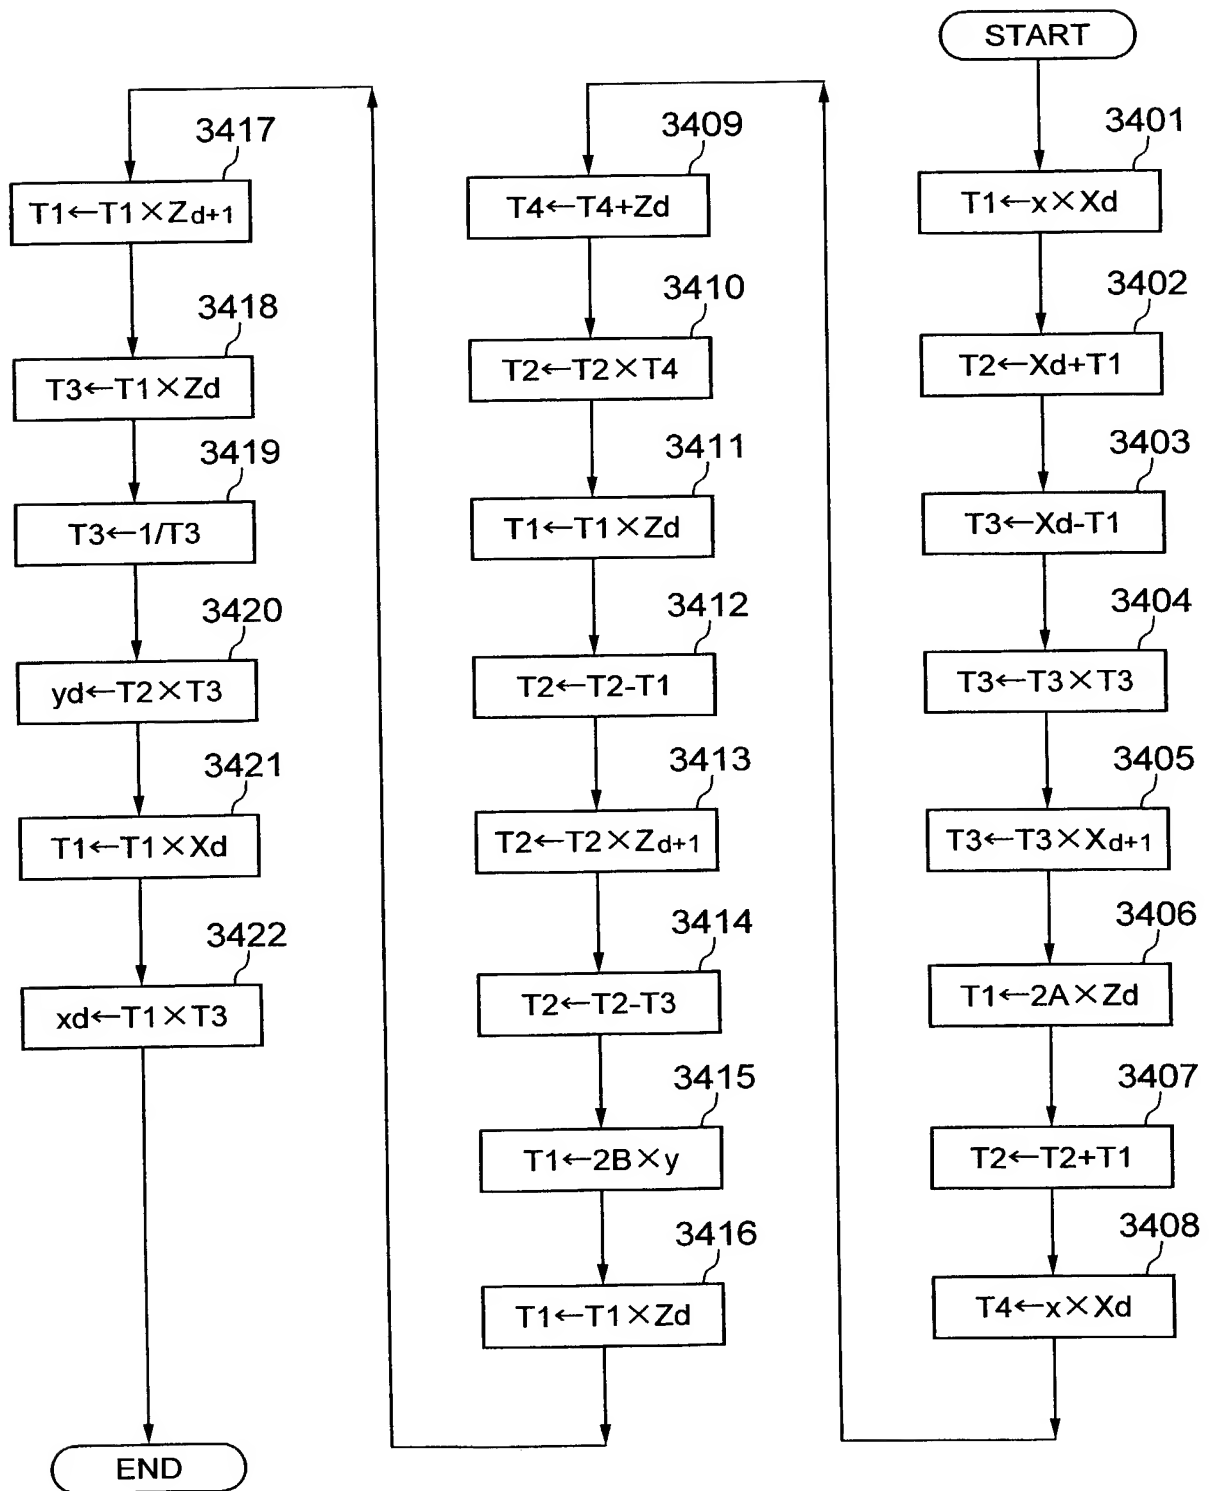 START
3401
T1←x×Xd
3402
T2←Xd+T1
3403
T3←Xd-T1
3404
T3←T3×T3
3405
T3←T3×Xd+1
3406
T1←2A×Zd
3407
T2←T2+T1
3408
T4←x×Xd
3409
T4←T4+Zd
3410
T2←T2×T4
3411
T1←T1×Zd
3412
T2←T2-T1
3413
T2←T2×Zd+1
3414
T2←T2-T3
3415
T1←2B×y
3416
T1←T1×Zd
3417
T1←T1×Zd+1
3418
T3←T1×Zd
3419
T3←1/T3
3420
yd←T2×T3
3421
T1←T1×Xd
3422
xd←T1×T3
END